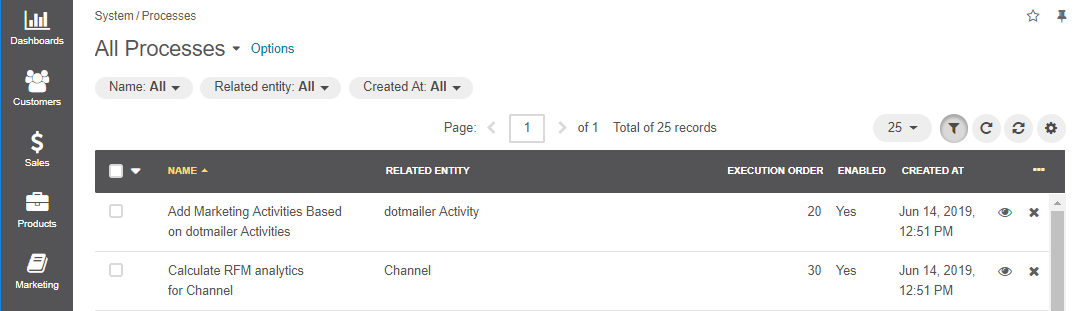 Dashboards
Customers
Sales
Products
Marketing
System / Processes
All Processes Options
Name: All Related entity: All Created At: All
Page: 1 of 1 Total of 25 records 25
NAME RELATED ENTITY EXECUTION ORDER ENABLED CREATED AT
Add Marketing Activities Based dotmailer Activity 20 Yes Jun 14, 2019,
on dotmailer Activities 12:51 PM
Calculate RFM analytics Channel 30 Yes Jun 14, 2019,
for Channel 12:51 PM